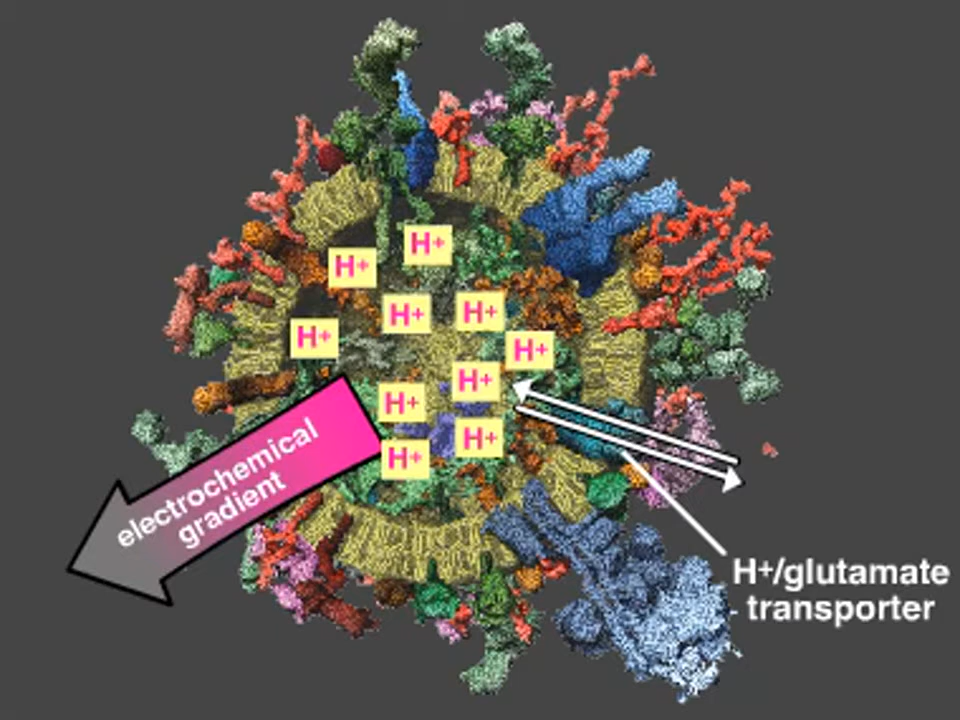 H+
H+
H+
H+
H+
H+
H+
H+
H+
H+
electrochemical
gradient
H+/glutamate
transporter